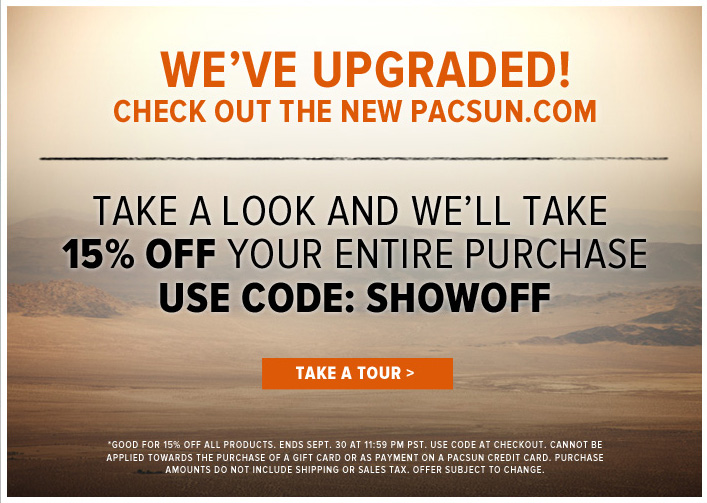 WE'VE UPGRADED!
CHECK OUT THE NEW PACSUN.COM
TAKE A LOOK AND WE'LL TAKE
15% OFF YOUR ENTIRE PURCHASE
USE CODE: SHOWOFF
TAKE A TOUR >
*GOOD FOR 15% OFF ALL PRODUCTS. ENDS SEPT. 30 AT 11:59 PM PST. USE CODE AT CHECKOUT. CANNOT BE
APPLIED TOWARDS THE PURCHASE OF A GIFT CARD OR AS PAYMENT ON A PACSUN CREDIT CARD. PURCHASE
AMOUNTS DO NOT INCLUDE SHIPPING OR SALES TAX. OFFER SUBJECT TO CHANGE.